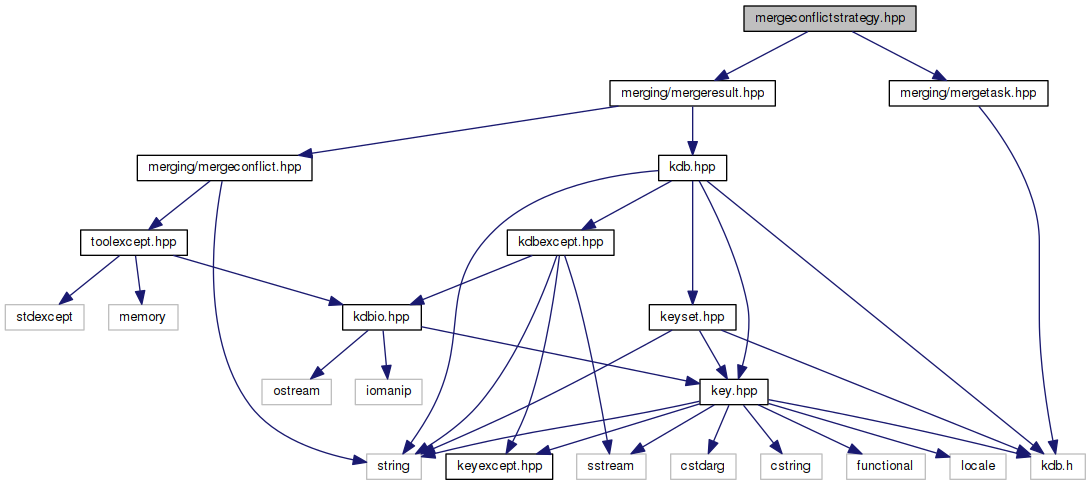 mergeconflictstrategy.hpp
merging/mergeresult.hpp
merging/mergetask.hpp
merging/mergeconflict.hpp
kdb.hpp
toolexcept.hpp
kdbexcept.hpp
stdexcept
memory
kdbio.hpp
keyset.hpp
ostream
iomanip
key.hpp
string
keyexcept.hpp
sstream
cstdarg
cstring
functional
locale
kdb.h